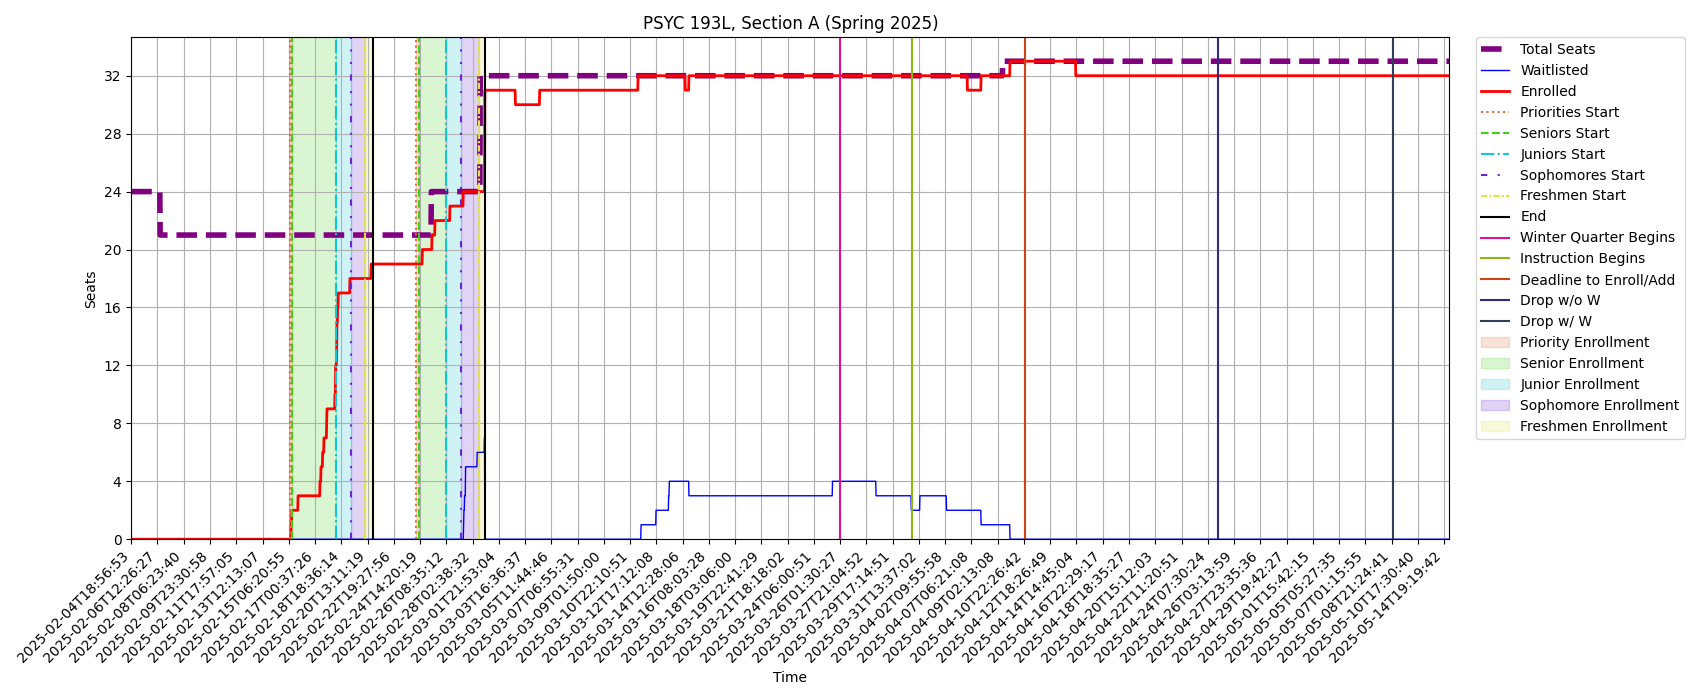 PSYC 193L, Section A (Spring 2025)
Seats
32
28
24
20
16
12
8
4
0
2025-02-04T18:56:53
2025-02-06T12:26:27
2025-02-08T06:23:40
2025-02-09T23:30:58
2025-02-11T17:57:05
2025-02-13T12:13:07
2025-02-15T06:20:55
2025-02-17T00:37:26
2025-02-18T18:36:14
2025-02-20T13:11:19
2025-02-22T19:27:56
2025-02-24T14:20:19
2025-02-26T08:35:12
2025-02-28T02:38:32
2025-03-01T21:53:04
2025-03-03T16:36:37
2025-03-05T11:44:46
2025-03-07T06:55:31
2025-03-09T01:50:00
2025-03-10T22:10:51
2025-03-12T17:12:08
2025-03-14T12:28:06
2025-03-16T08:03:28
2025-03-18T03:06:00
2025-03-19T22:41:29
2025-03-21T18:18:02
2025-03-24T06:00:51
2025-03-26T01:30:27
2025-03-27T21:04:52
2025-03-29T17:14:51
2025-03-31T13:37:02
2025-04-02T09:55:58
2025-04-07T06:21:08
2025-04-09T02:13:08
2025-04-10T22:26:42
2025-04-12T18:26:49
2025-04-14T14:45:04
2025-04-16T22:29:17
2025-04-18T18:35:27
2025-04-20T15:12:03
2025-04-22T11:20:51
2025-04-24T07:30:24
2025-04-26T03:13:59
2025-04-27T23:35:36
2025-04-29T19:42:27
2025-05-01T15:42:15
2025-05-05T05:27:35
2025-05-07T01:15:55
2025-05-08T21:24:41
2025-05-10T17:30:40
2025-05-14T19:19:42
Time
Total Seats
Waitlisted
Enrolled
Priorities Start
Seniors Start
Juniors Start
Sophomores Start
Freshmen Start
End
Winter Quarter Begins
Instruction Begins
Deadline to Enroll/Add
Drop w/o W
Drop w/ W
Priority Enrollment
Senior Enrollment
Junior Enrollment
Sophomore Enrollment
Freshmen Enrollment